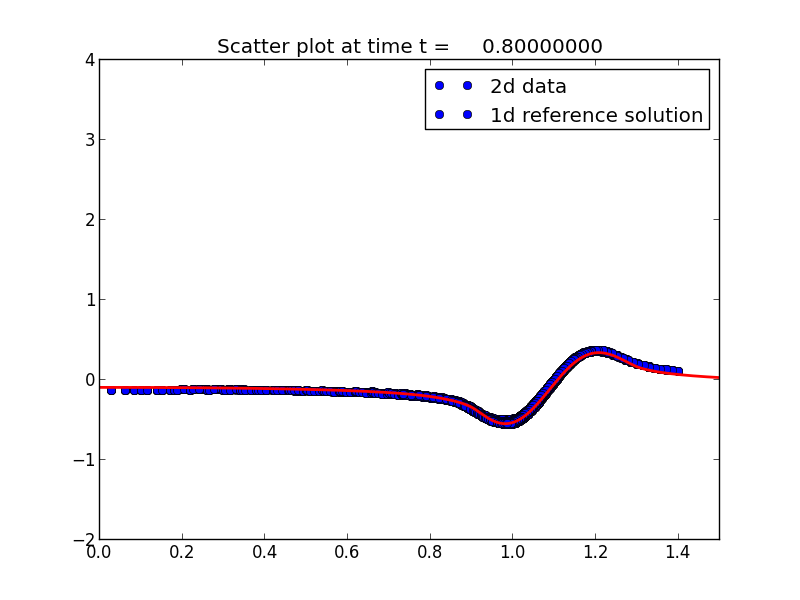 Scatter plot at time t =     0.80000000
4
2d data
1d reference solution
3
2
1
0
−1
−2
0.0 0.2 0.4 0.6 0.8 1.0 1.2 1.4